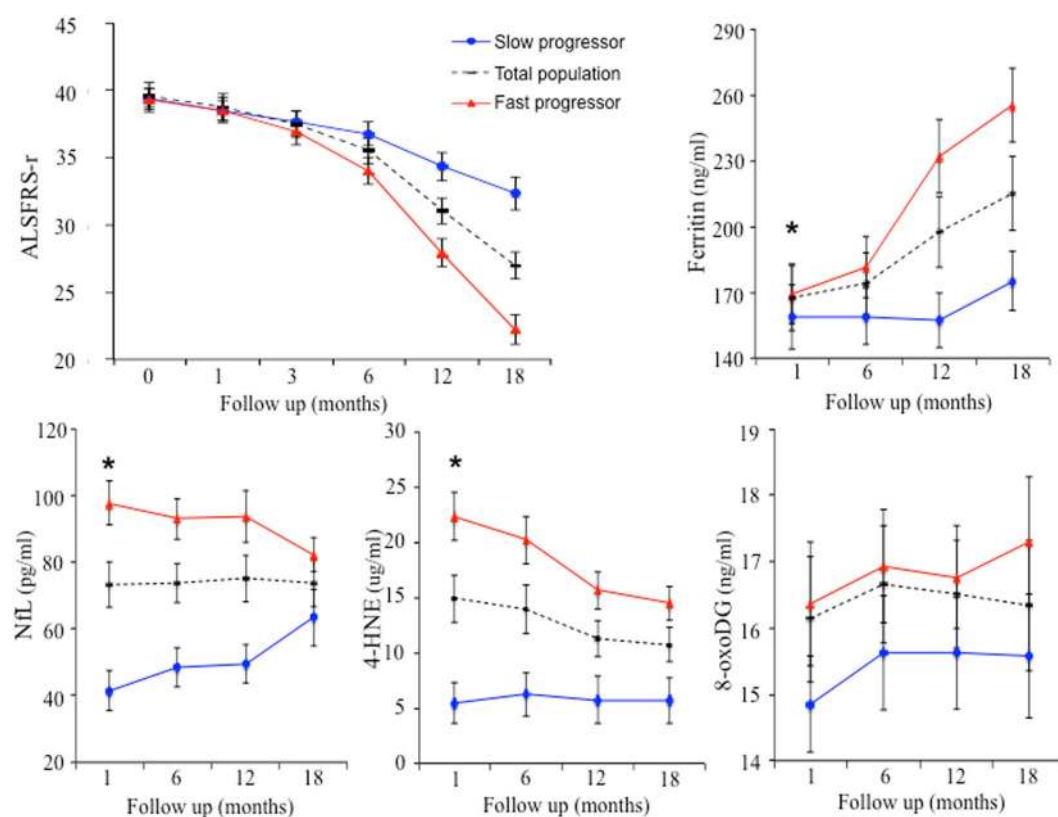 ALSFRS-r
45
40
35
30
25
20
0 1 3 6 12 18
Follow up (months)
Slow progressor
Total population
Fast progressor
Ferritin (ng/ml)
290
260
230
200
170
140
*
1 6 12 18
Follow up (months)
NfL (pg/ml)
120
100
80
60
40
20
*
1 6 12 18
Follow up (months)
4-HNE (ug/ml)
30
25
20
15
10
5
0
*
1 6 12 18
Follow up (months)
8-oxoDG (ng/ml)
19
18
17
16
15
14
1 6 12 18
Follow up (months)